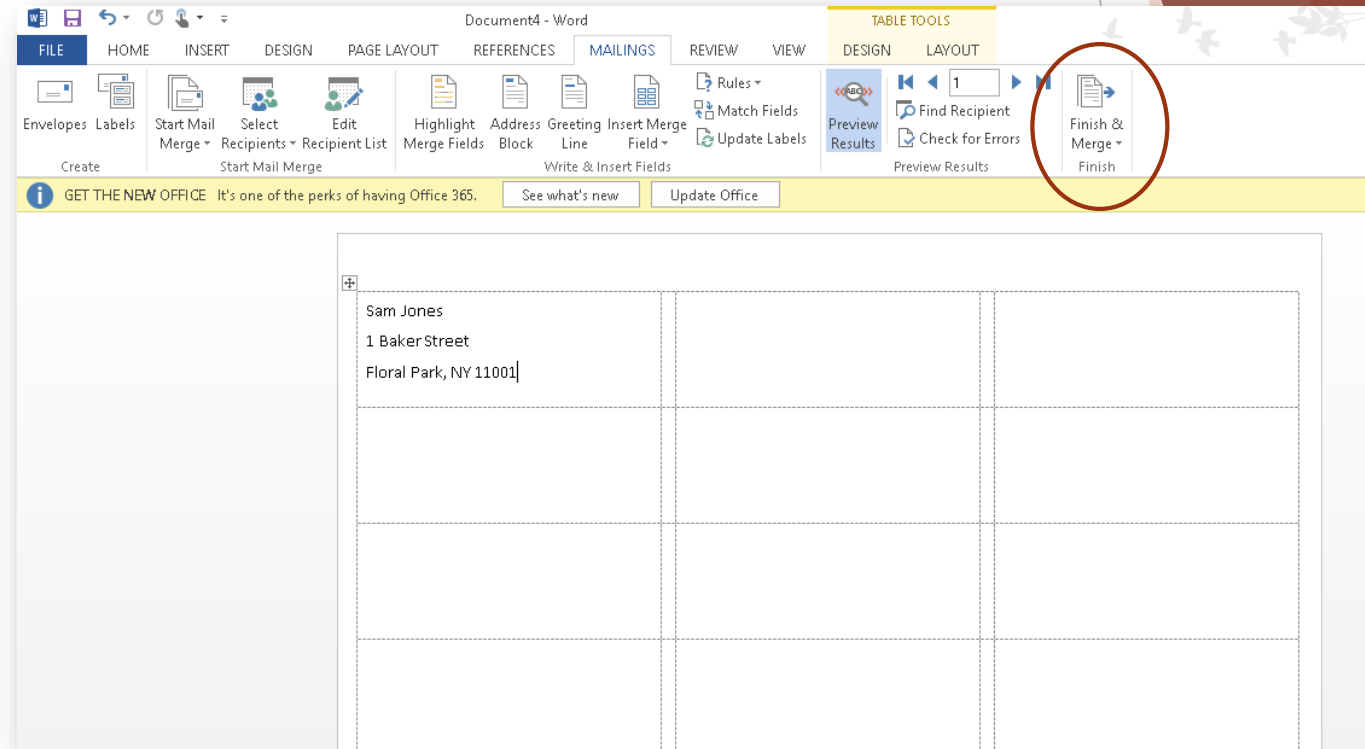 Document4 - Word
TABLE TOOLS
FILE HOME INSERT DESIGN PAGE LAYOUT REFERENCES MAILINGS REVIEW VIEW DESIGN LAYOUT
Envelopes Labels
Create
Start Mail Merge
Select Recipients
Edit Recipient List
Start Mail Merge
Highlight Merge Fields
Address Block
Greeting Line
Insert Merge Field
Rules
Match Fields
Update Labels
Write & Insert Fields
ABC
Preview Results
1
Find Recipient
Check for Errors
Preview Results
Finish & Merge
Finish
GET THE NEW OFFICE It's one of the perks of having Office 365. See what's new Update Office
Sam Jones
1 Baker Street
Floral Park, NY 11001